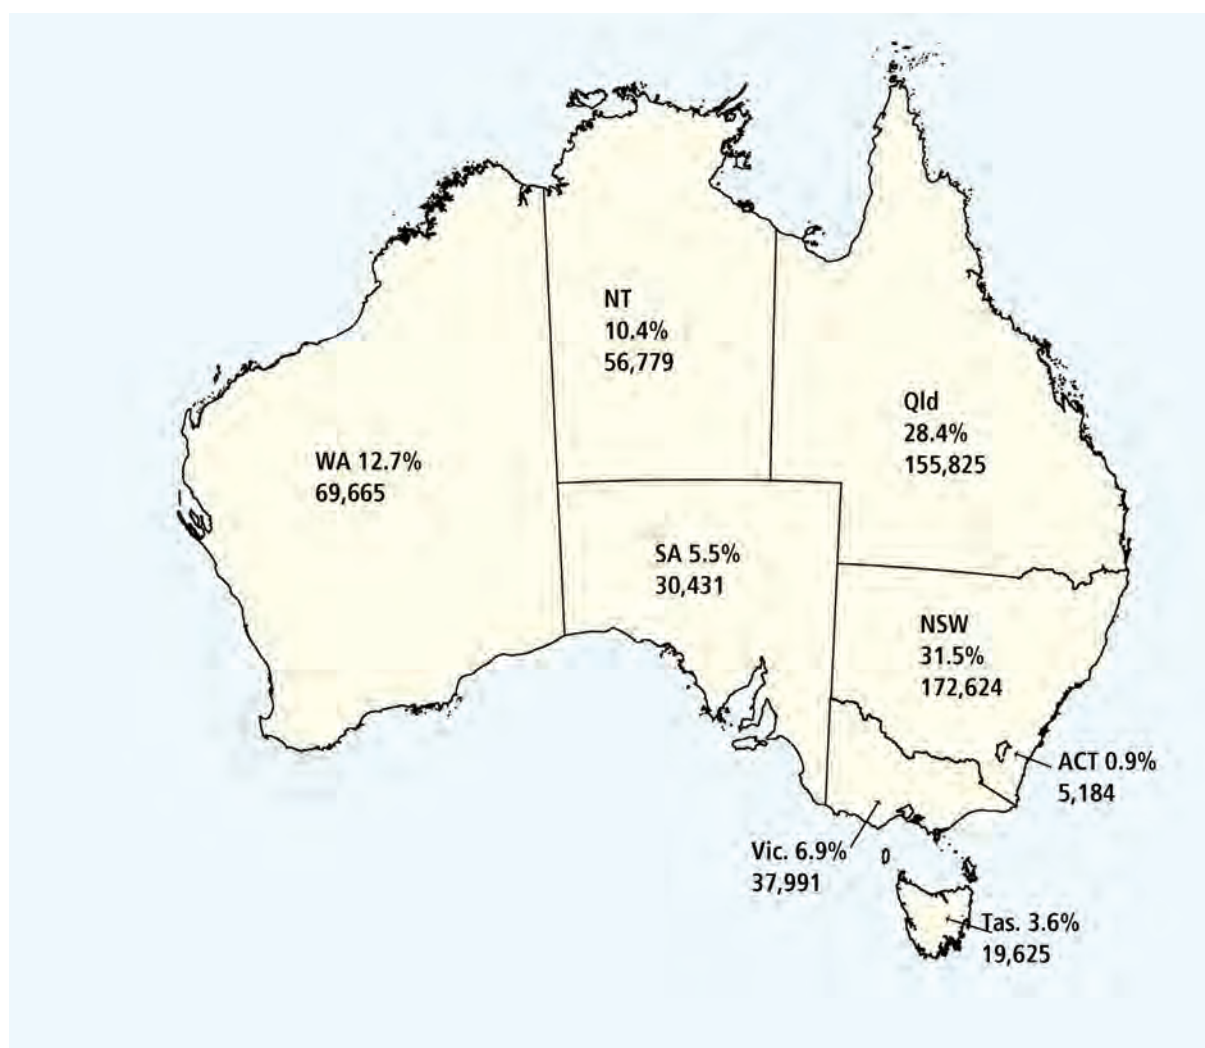 NT
10.4%
56,779
Qld
28.4%
155,825
WA 12.7%
69,665
SA 5.5%
30,431
NSW
31.5%
172,624
ACT 0.9%
5,184
Vic. 6.9%
37,991
Tas. 3.6%
19,625